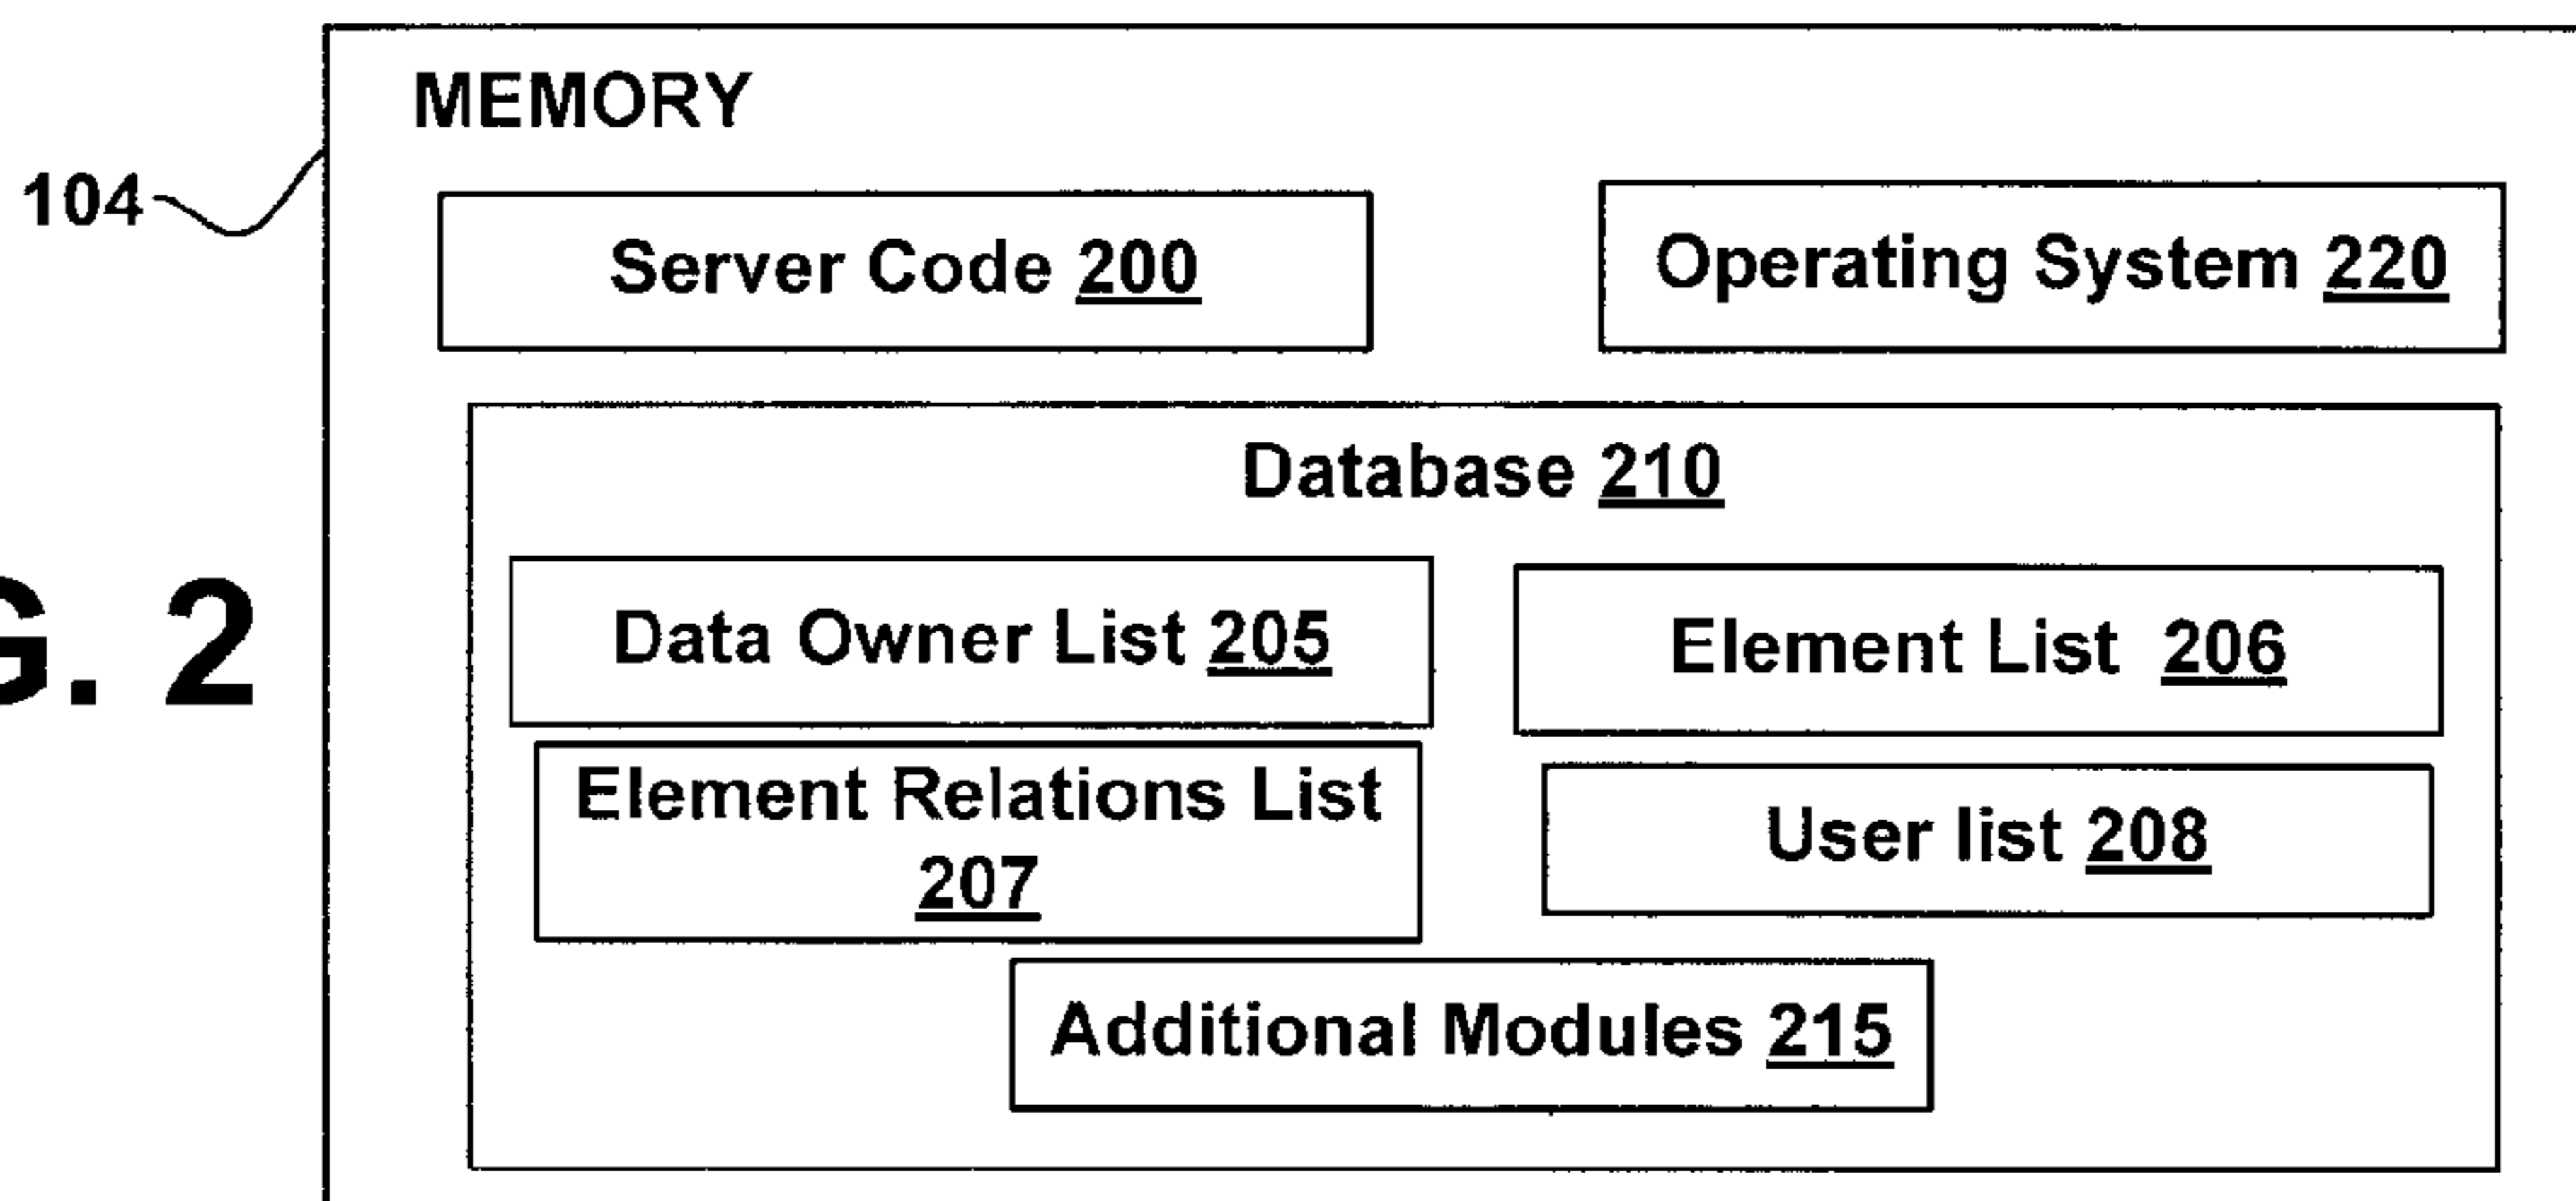 MEMORY
104
Server Code 200
Operating System 220
Database 210
G. 2
Data Owner List 205
Element List 206
Element Relations List
207
User list 208
Additional Modules 215